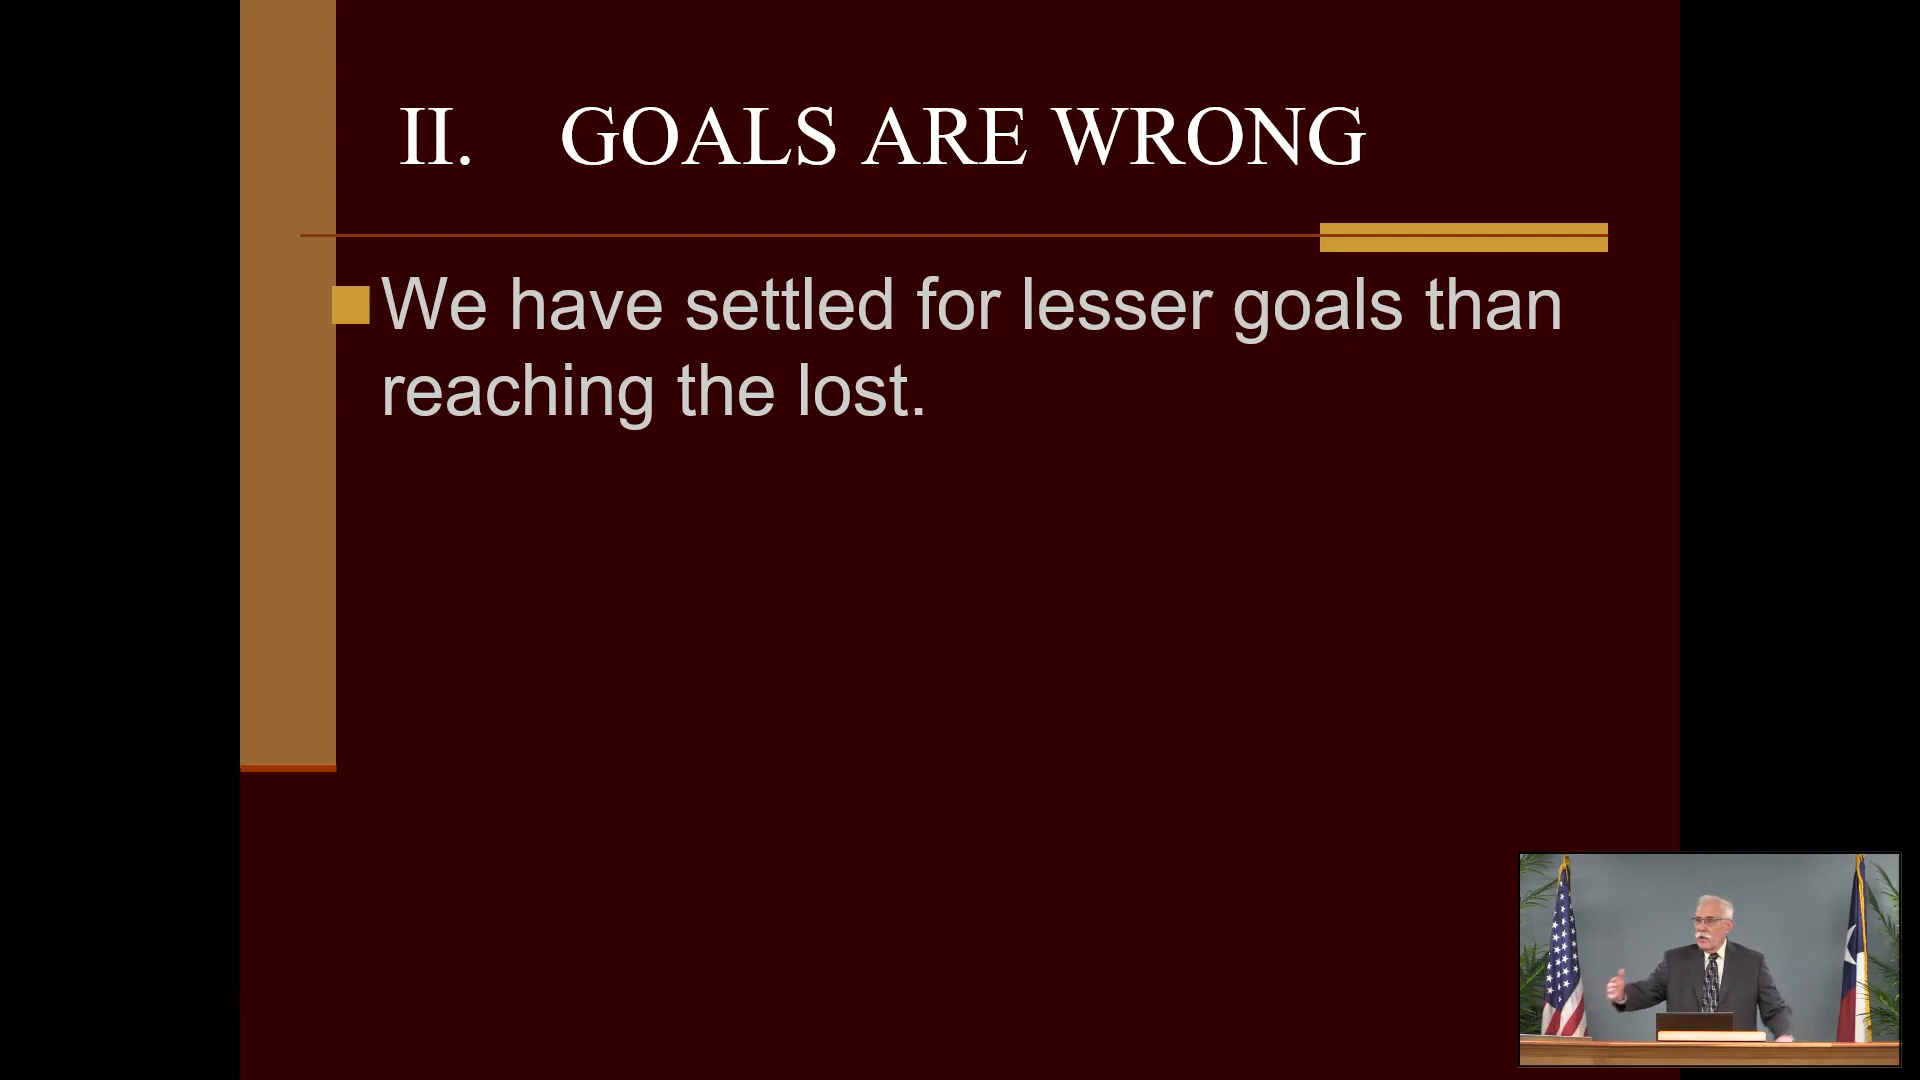 II. GOALS ARE WRONG
We have settled for lesser goals than
reaching the lost.